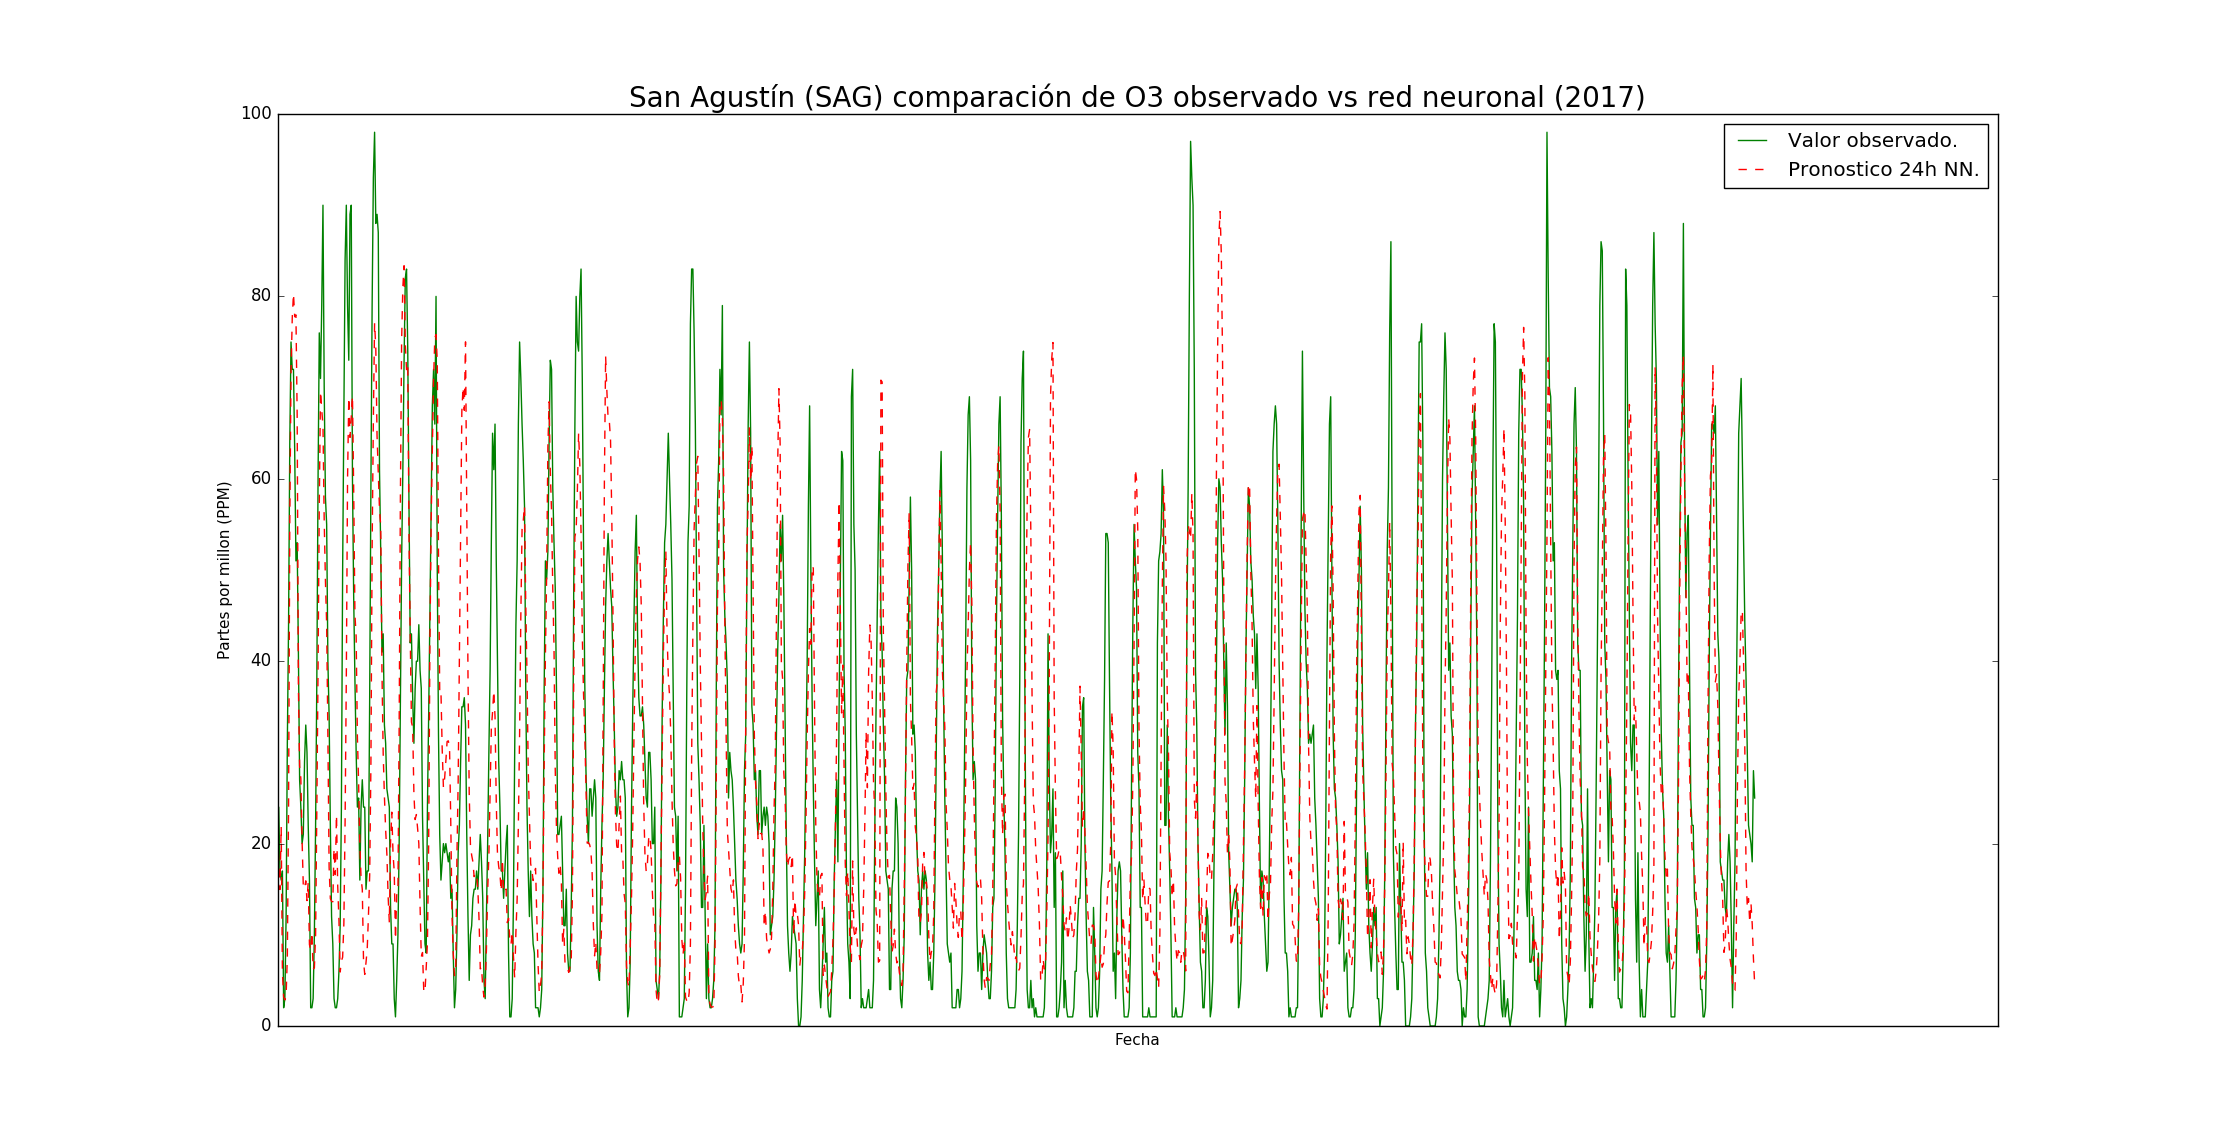 San Agustín (SAG) comparación de O3 observado vs red neuronal (2017)
100
80
60
40
20
0
Partes por millon (PPM)
Valor observado.
Pronostico 24h NN.
Fecha